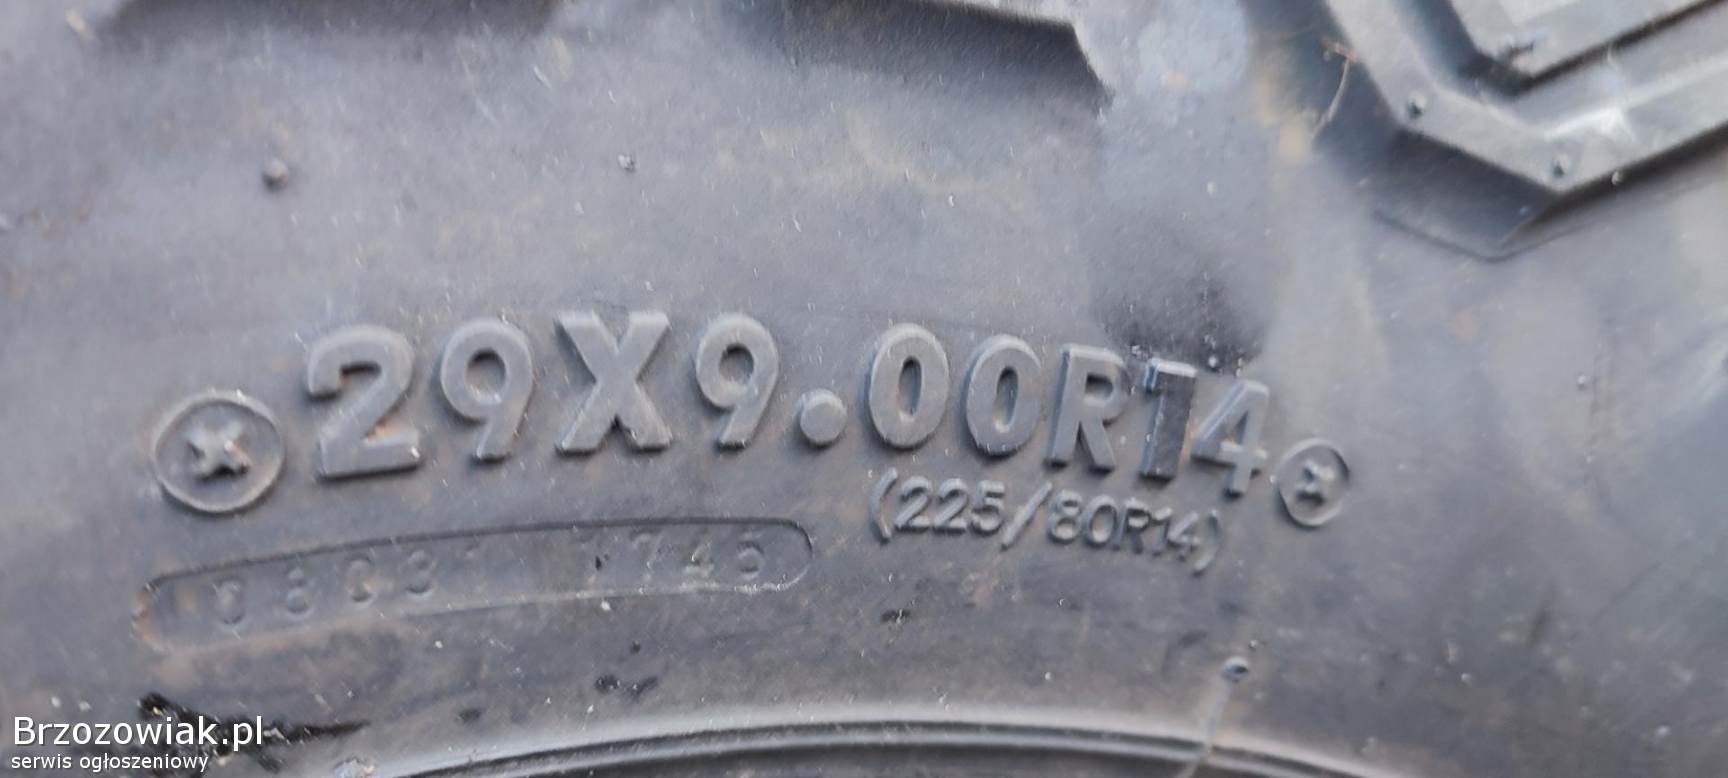 29X9.00R14
(225/80R14)
Brzozowiak.pl
serwis ogłoszeniowy